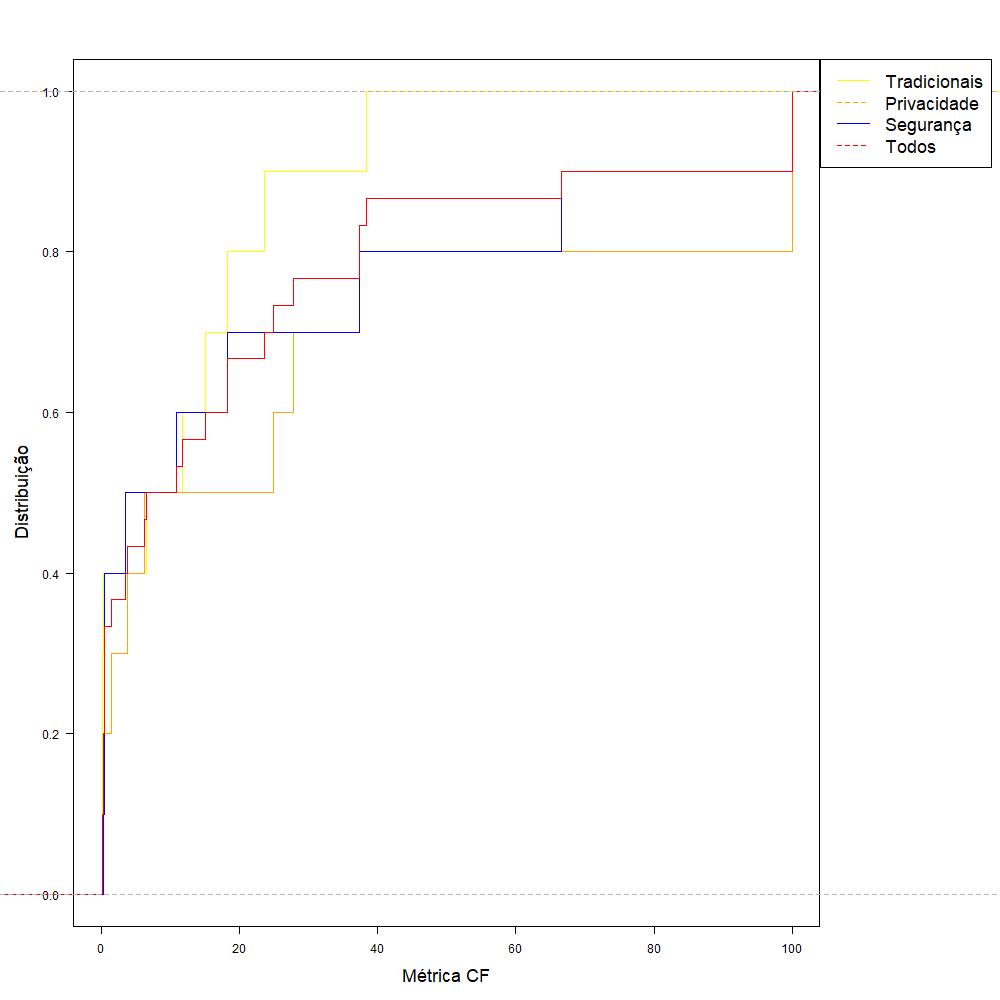 Tradicionais
Privacidade
Segurança
Todos
Distribuição
1.0
0.8
0.6
0.4
0.2
0.0
0 20 40 60 80 100
Métrica CF